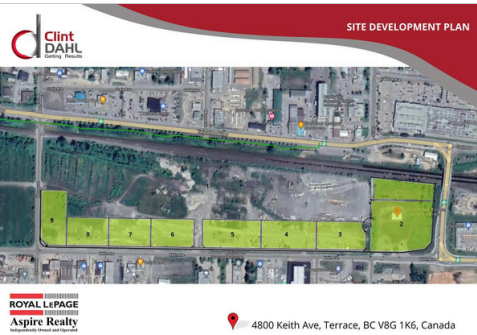 Clint
DAHL
Getting Results
SITE DEVELOPMENT PLAN
9
8
7
6
5
4
3
2
ROYAL LEPAGE
Aspire Realty
Independently Owned and Operated
4800 Keith Ave, Terrace, BC V8G 1K6, Canada